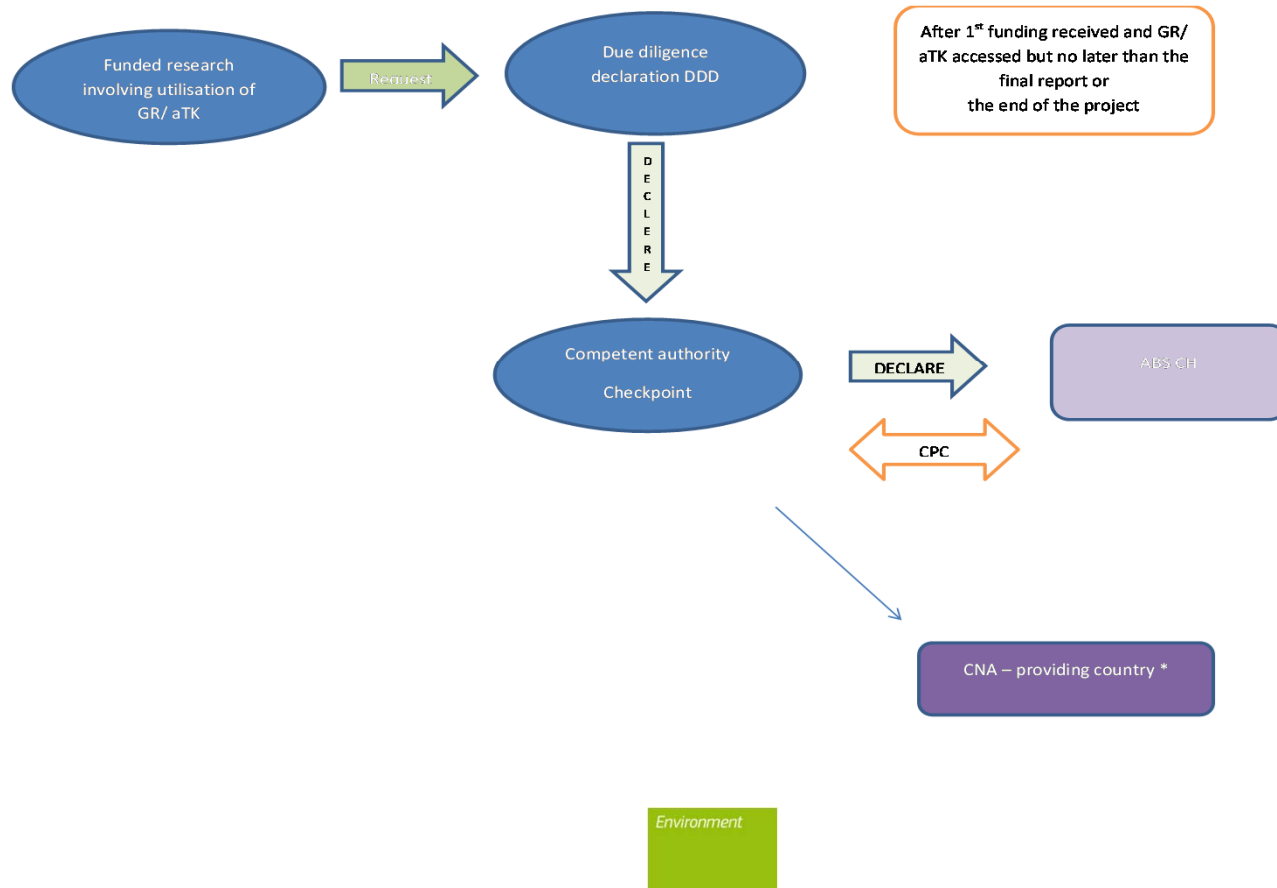 Funded research
involving utilisation of
GR/ aTK
Request
Due diligence
declaration DDD
After 1st funding received and GR/
aTK accessed but no later than the
final report or
the end of the project
D
E
C
L
E
R
E
Competent authority
Checkpoint
DECLARE
ABS CH
CPC
CNA – providing country *
Environment